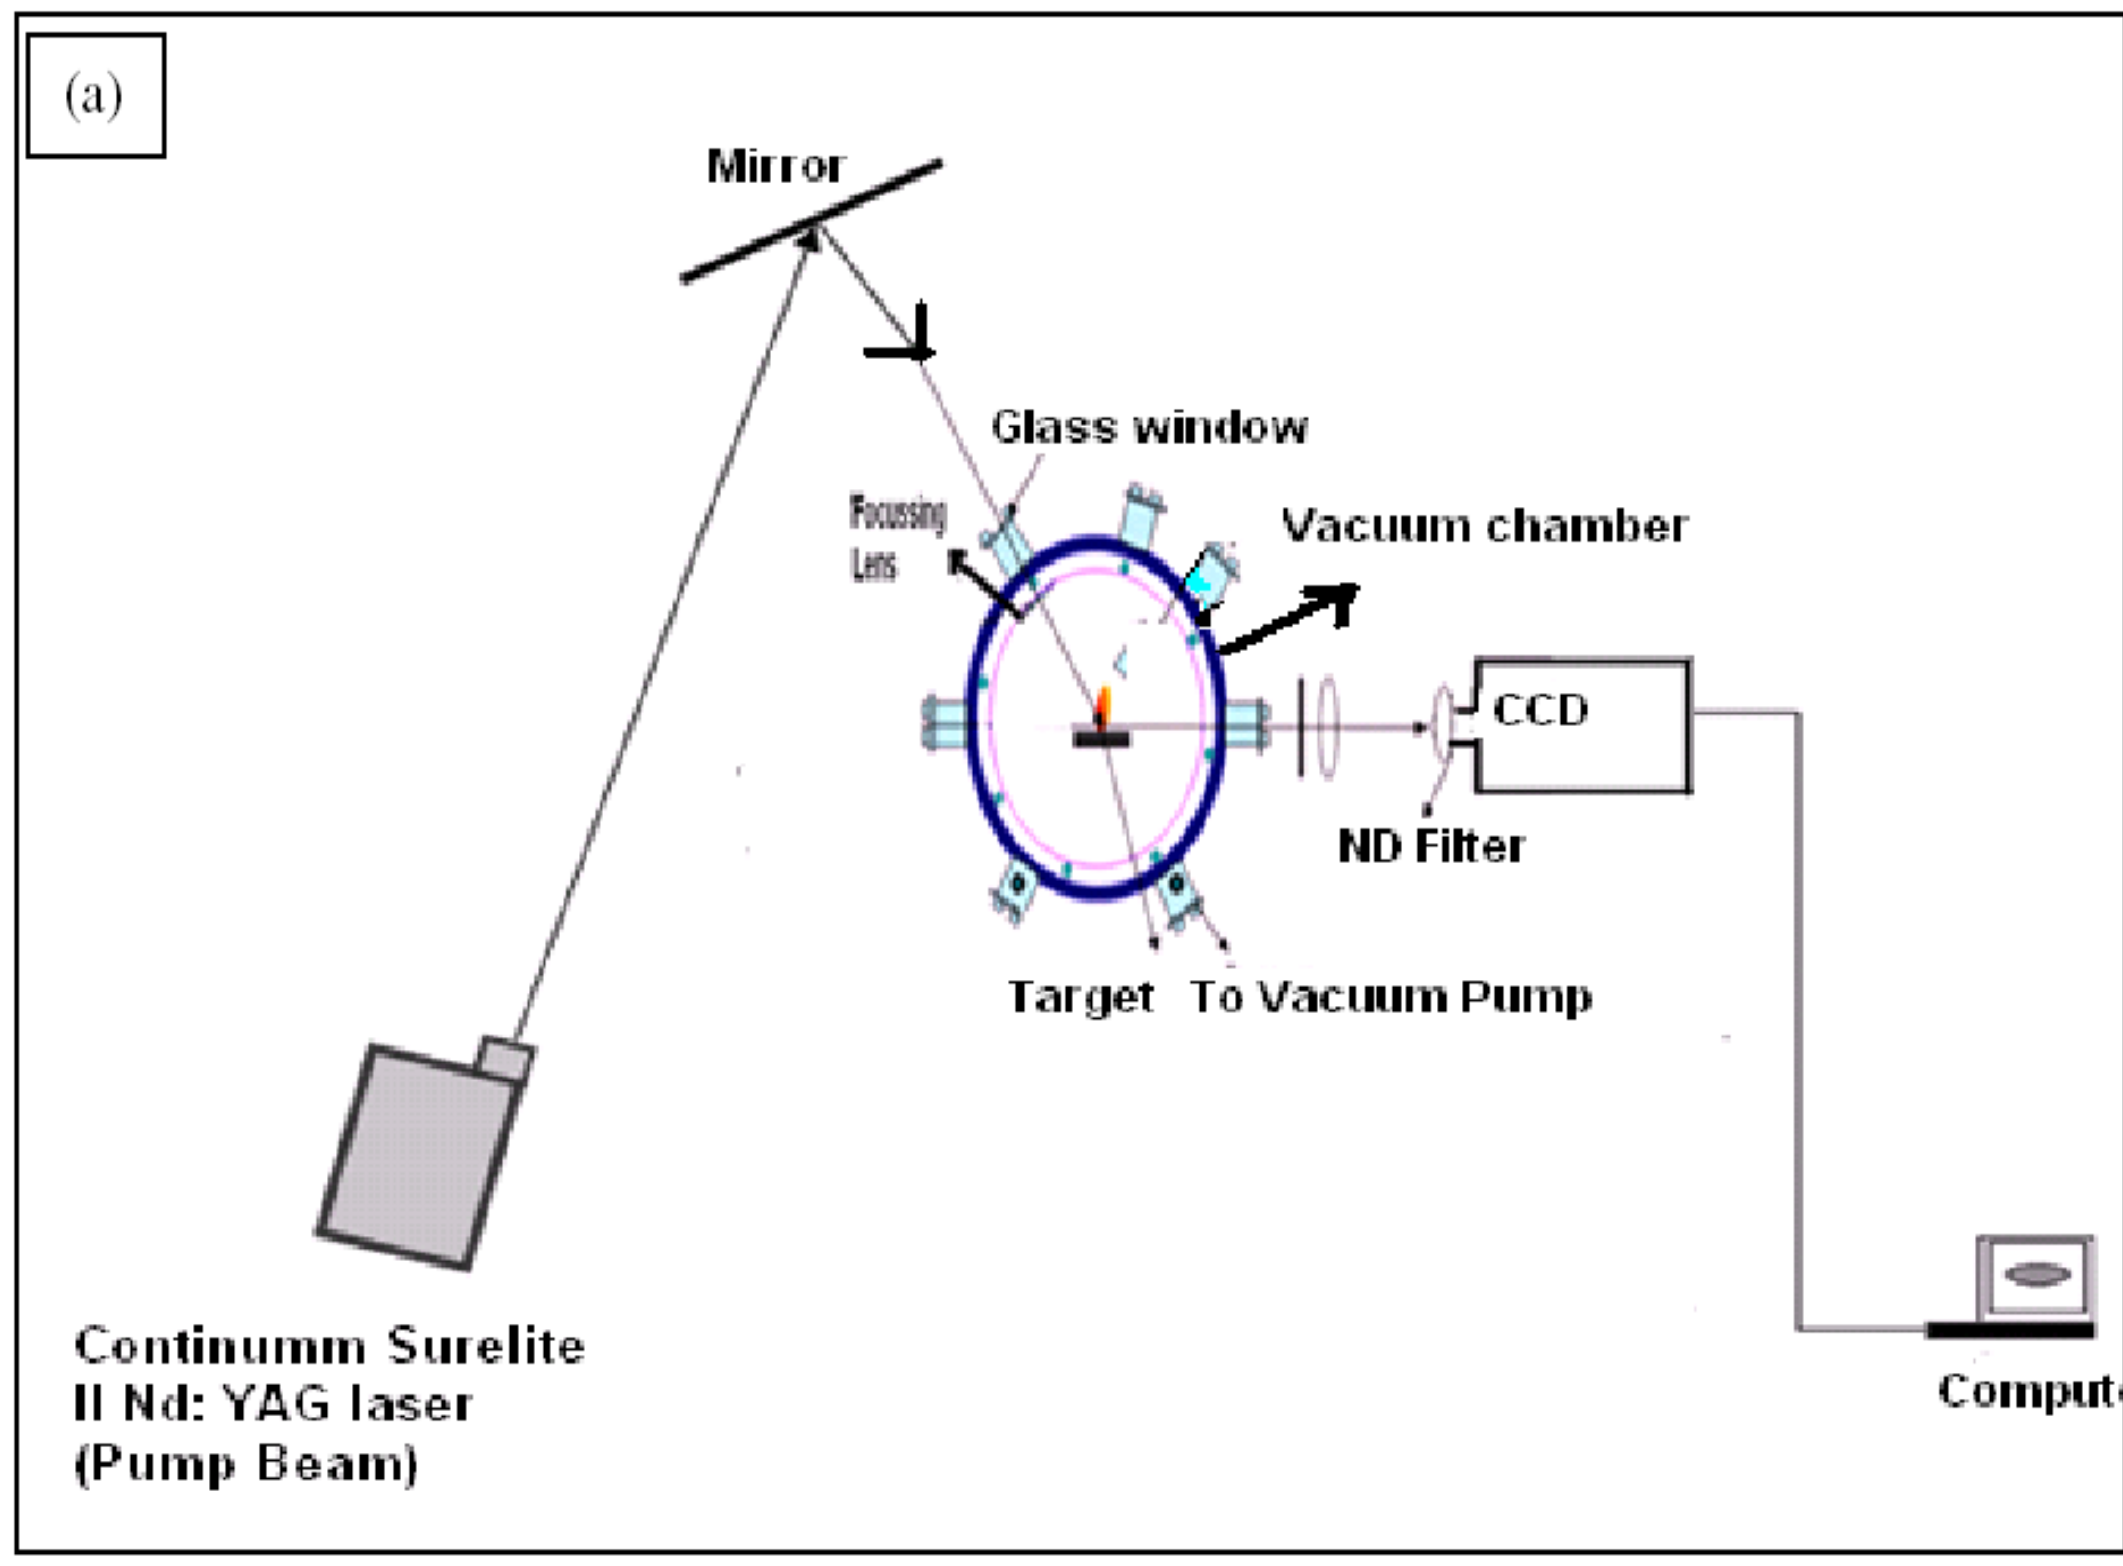 (a)
Mirror
Glass window
Focussing
Lens
Vacuum chamber
CCD
ND Filter
Target To Vacuum Pump
Continumm Surelite
II Nd: YAG laser
(Pump Beam)
Compute